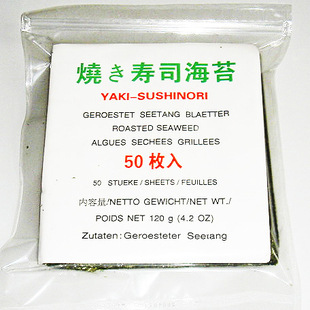 燒き寿司海苔
YAKI-SUSHINORI
GEROESTET SEETANG BLAETTER
ROASTED SEAWEED
ALGUES SECHEES GRILLEES
50枚入
50 STUEKE/SHEETS/FEUILLES
内容量/NETTO GEWICHT/NET WT./
POIDS NET 120 g (4.2 OZ)
Zutaten: Geroesteter Seetang